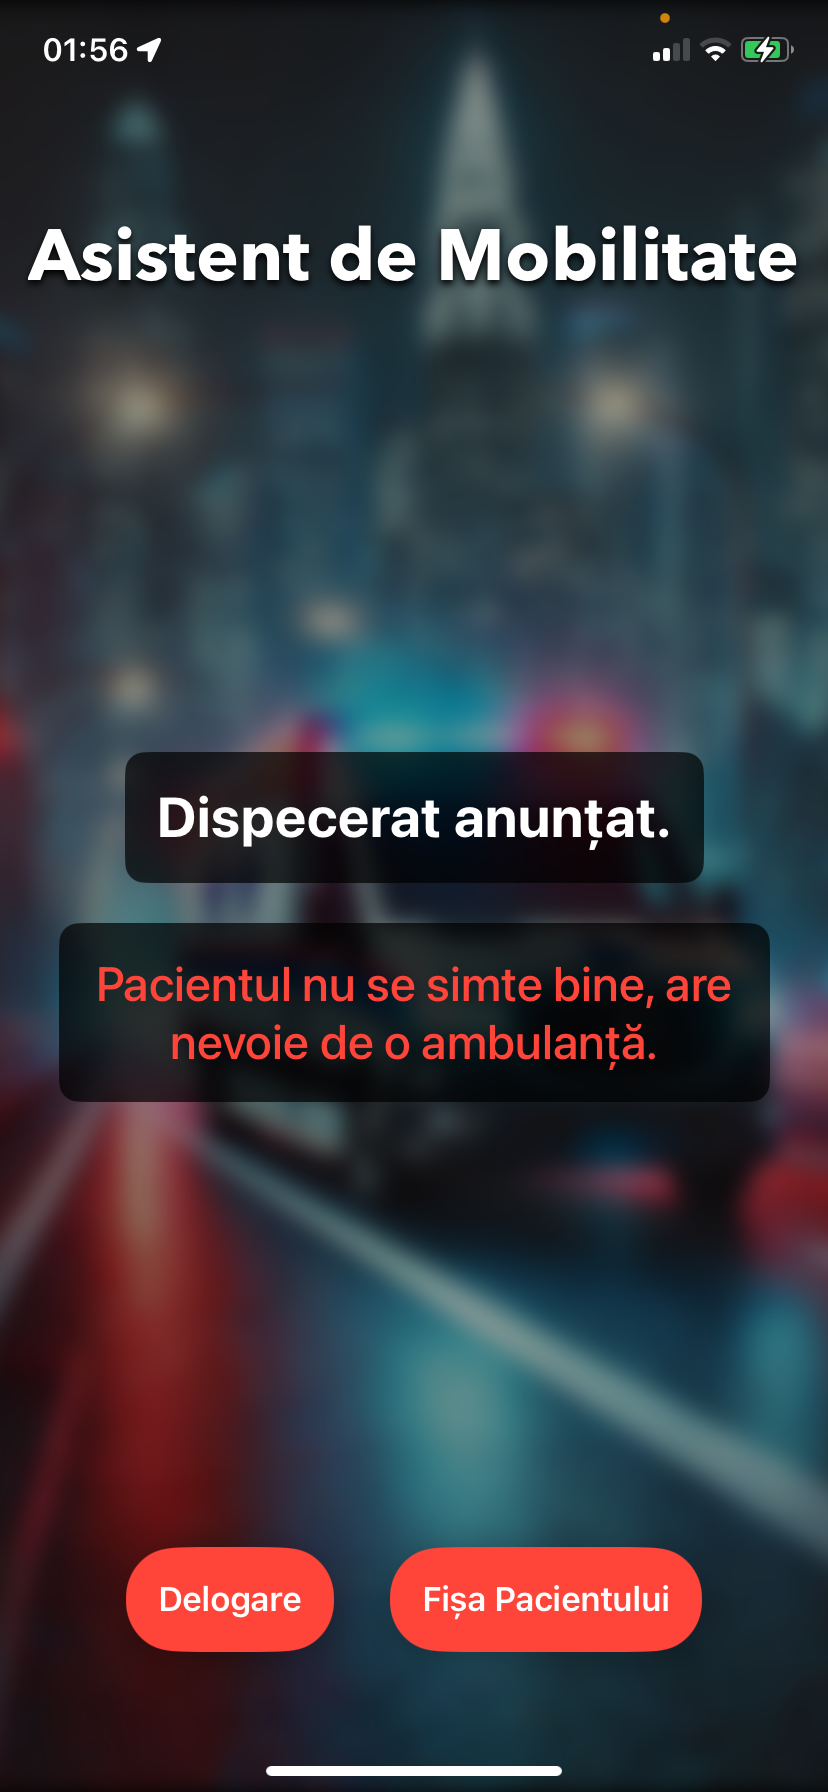 01:56
Asistent de Mobilitate
Dispecerat anunțat.
Pacientul nu se simte bine, are
nevoie de o ambulanță.
Delogare
Fișa Pacientului